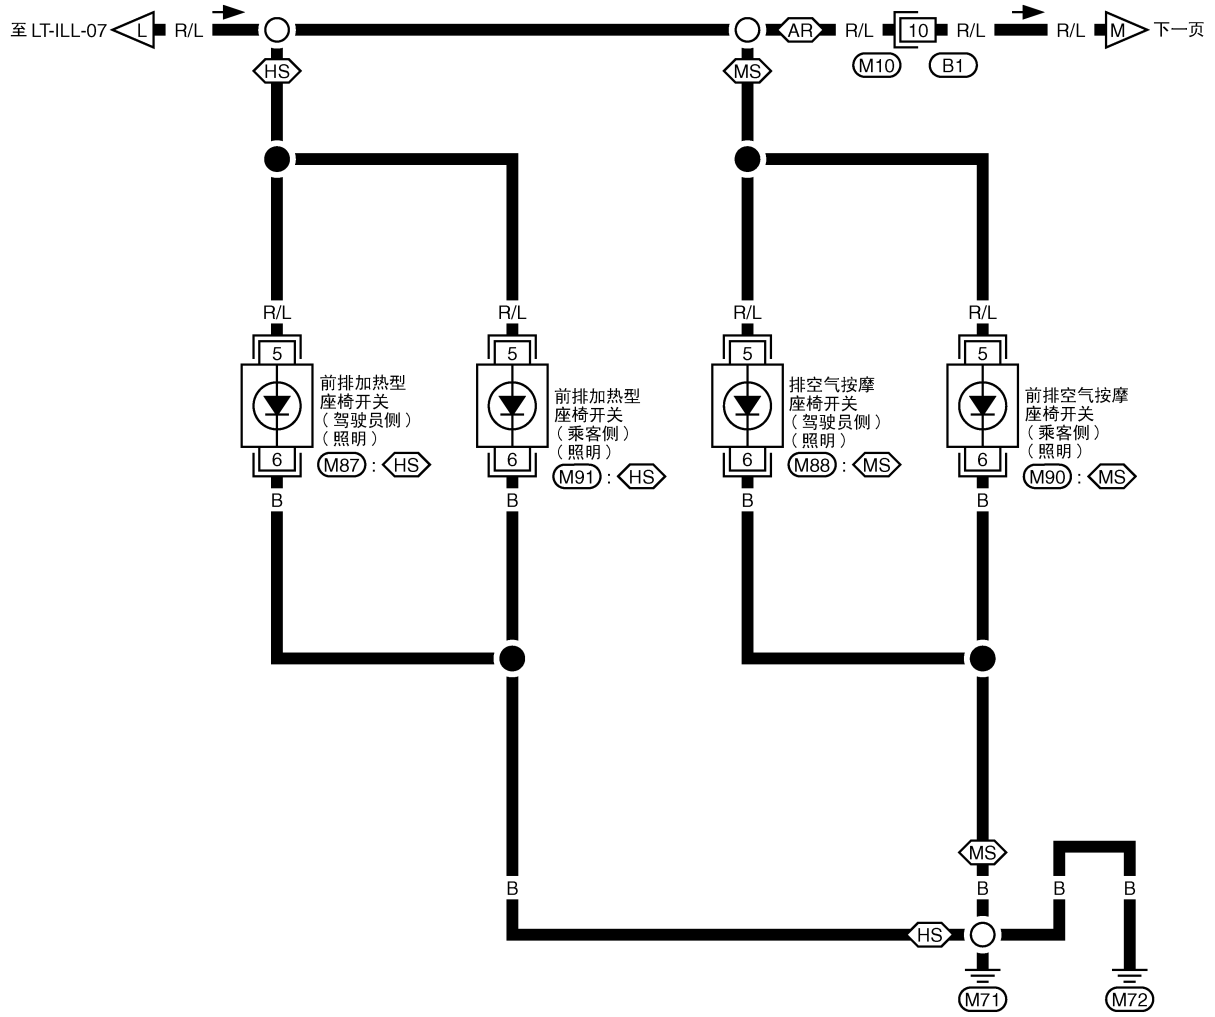 至 LT-ILL-07 L R/L AR R/L 10 R/L R/L M 下一页
M10 B1
HS MS
R/L R/L R/L R/L
5 5 5 5
前排加热型
座椅开关
（驾驶员侧）
（照明）
M87 : HS
前排加热型
座椅开关
（乘客侧）
（照明）
M91 : HS
排空气按摩
座椅开关
（驾驶员侧）
（照明）
M88 : MS
前排空气按摩
座椅开关
（乘客侧）
（照明）
M90 : MS
6 6 6 6
B B B B
MS
B B B B
HS
M71 M72